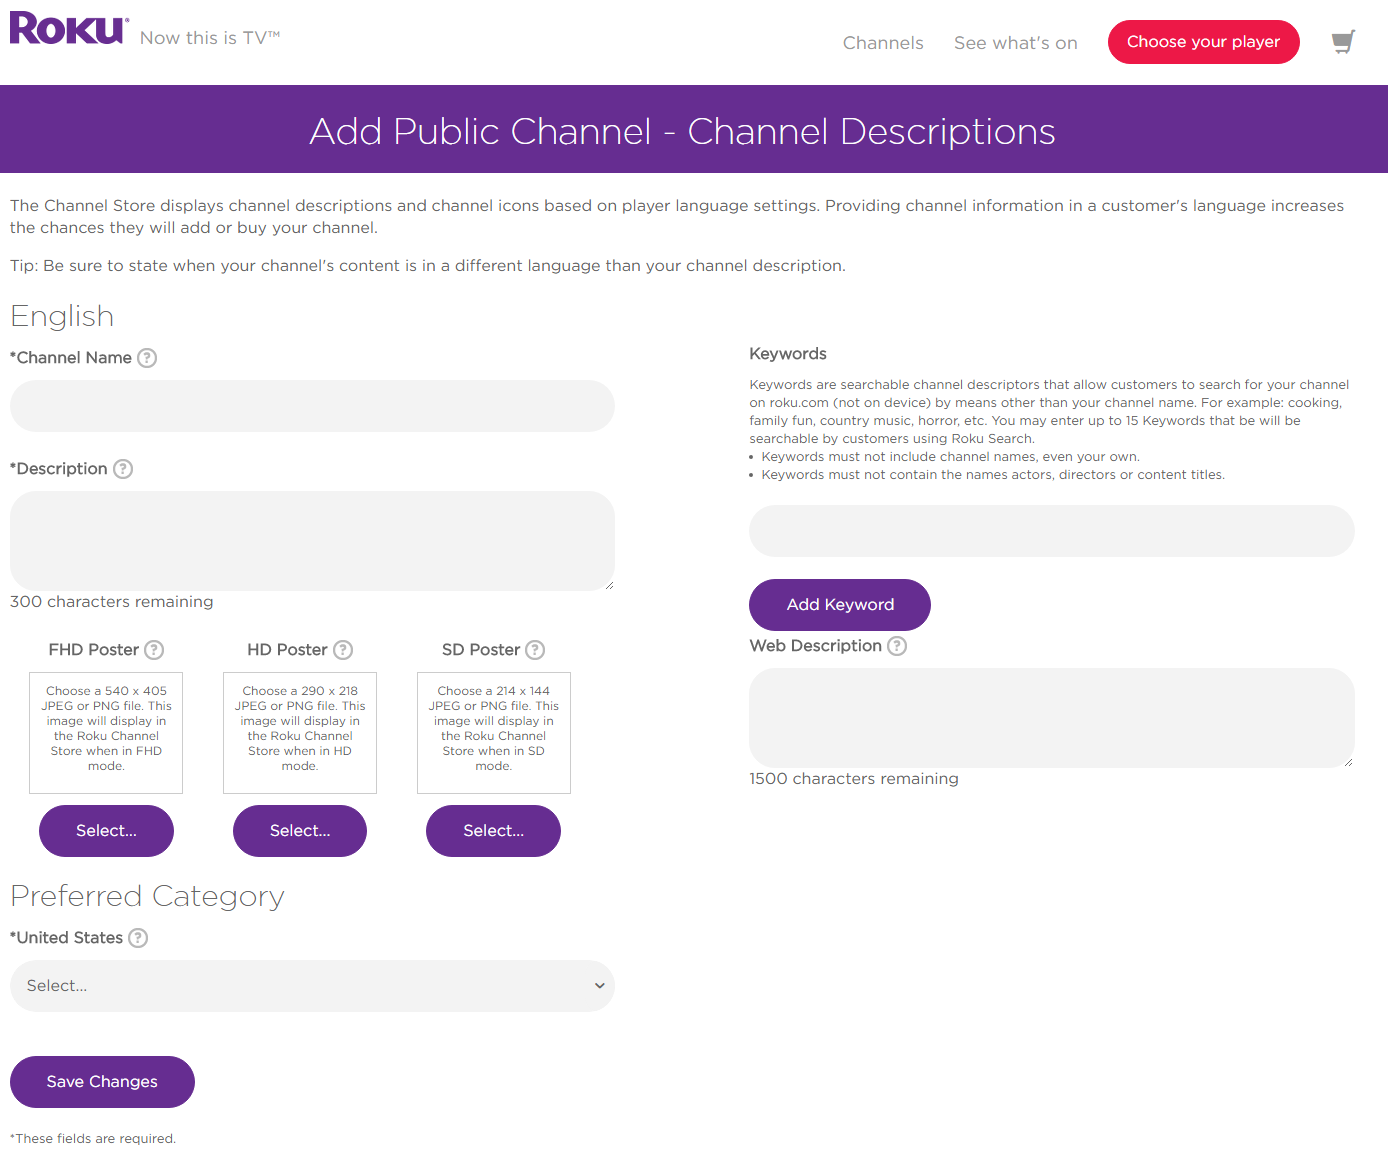 Roku® Now this is TV™
Channels See what's on Choose your player
Add Public Channel - Channel Descriptions
The Channel Store displays channel descriptions and channel icons based on player language settings. Providing channel information in a customer's language increases
the chances they will add or buy your channel.
Tip: Be sure to state when your channel's content is in a different language than your channel description.
English
*Channel Name ?
*Description ?
300 characters remaining
FHD Poster ?
Choose a 540 x 405
JPEG or PNG file. This
image will display in
the Roku Channel
Store when in FHD
mode.
Select...
HD Poster ?
Choose a 290 x 218
JPEG or PNG file. This
image will display in
the Roku Channel
Store when in HD
mode.
Select...
SD Poster ?
Choose a 214 x 144
JPEG or PNG file. This
image will display in
the Roku Channel
Store when in SD
mode.
Select...
Keywords
Keywords are searchable channel descriptors that allow customers to search for your channel
on roku.com (not on device) by means other than your channel name. For example: cooking,
family fun, country music, horror, etc. You may enter up to 15 Keywords that be will be
searchable by customers using Roku Search.
• Keywords must not include channel names, even your own.
• Keywords must not contain the names actors, directors or content titles.
Add Keyword
Web Description ?
1500 characters remaining
Preferred Category
*United States ?
Select...
Save Changes
*These fields are required.